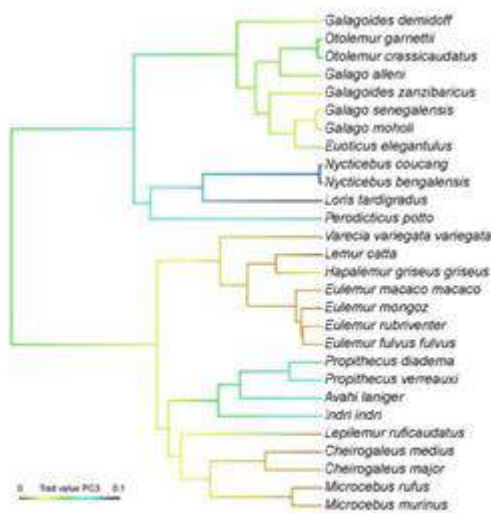 Galagoides demidoff
Otolemur garnettii
Otolemur crassicaudatus
Galago alleni
Galagoides zanzibaricus
Galago senegalensis
Galago moholi
Euoticus elegantulus
Nycticebus coucang
Nycticebus bengalensis
Loris tardigradus
Perodicticus potto
Varecia variegata variegata
Lemur catta
Hapalemur griseus griseus
Eulemur macaco macaco
Eulemur mongoz
Eulemur rubriventer
Eulemur fulvus fulvus
Propithecus diadema
Propithecus verreauxi
Avahi laniger
Indri indri
Lepilemur ruficaudatus
Cheirogaleus medius
Cheirogaleus major
Microcebus rufus
Microcebus murinus
0 Trait value PC3 0.1